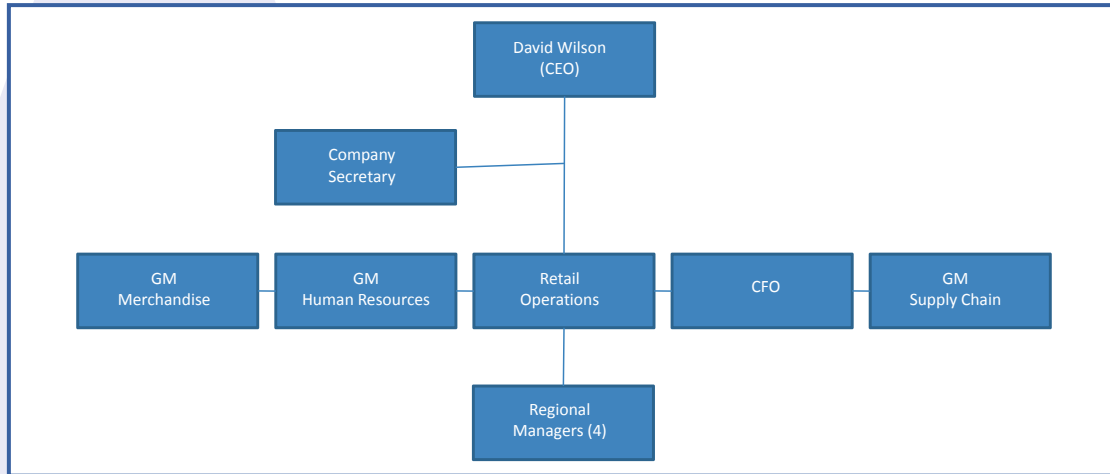 David Wilson
(CEO)
Company
Secretary
GM
Merchandise
GM
Human Resources
Retail
Operations
CFO
GM
Supply Chain
Regional
Managers (4)